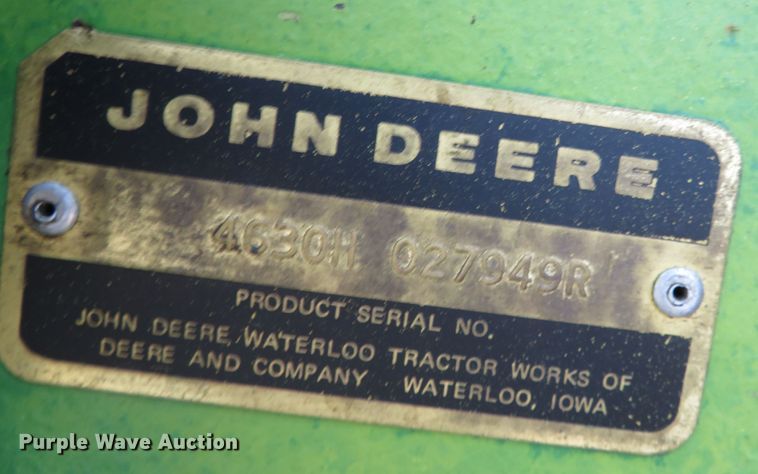 JOHN DEERE
4630H 027949R
PRODUCT SERIAL NO.
JOHN DEERE WATERLOO TRACTOR WORKS OF
DEERE AND COMPANY WATERLOO, IOWA
Purple Wave Auction